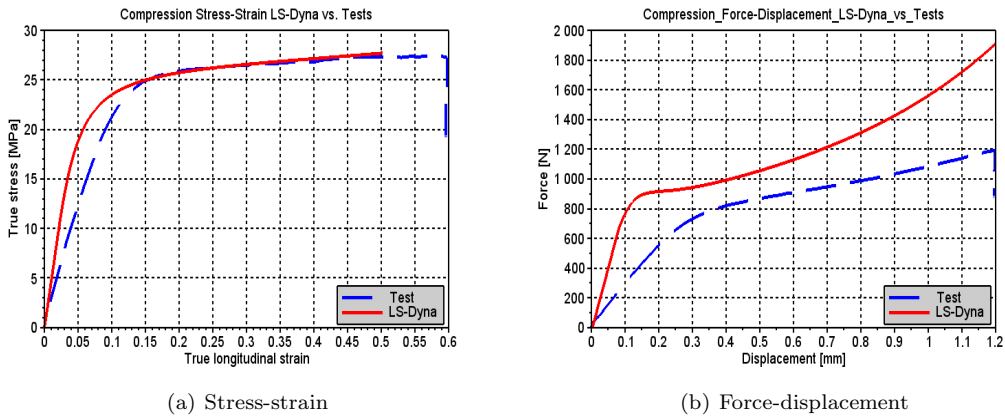 Compression Stress-Strain LS-Dyna vs. Tests
True stress [MPa]
30
25
20
15
10
5
0
0 0.05 0.1 0.15 0.2 0.25 0.3 0.35 0.4 0.45 0.5 0.55 0.6
True longitudinal strain
Test
LS-Dyna
(a) Stress-strain
Compression_Force-Displacement_LS-Dyna_vs_Tests
Force [N]
2 000
1 800
1 600
1 400
1 200
1000
800
600
400
200
0
0 0.1 0.2 0.3 0.4 0.5 0.6 0.7 0.8 0.9 1 1.1 1.2
Displacement [mm]
Test
LS-Dyna
(b) Force-displacement